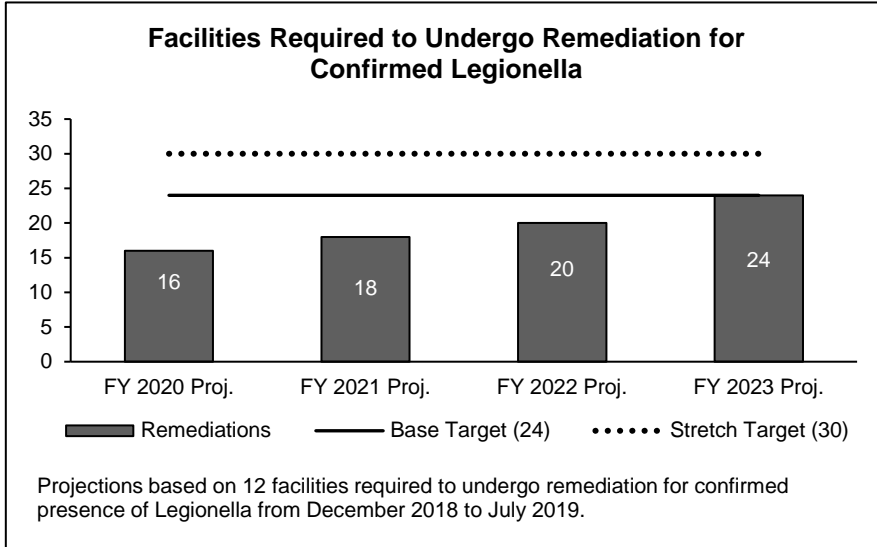 Facilities Required to Undergo Remediation for
Confirmed Legionella
35
30
25
20
15
10
5
0
16
18
20
24
FY 2020 Proj.
FY 2021 Proj.
FY 2022 Proj.
FY 2023 Proj.
Remediations
Base Target (24)
Stretch Target (30)
Projections based on 12 facilities required to undergo remediation for confirmed
presence of Legionella from December 2018 to July 2019.